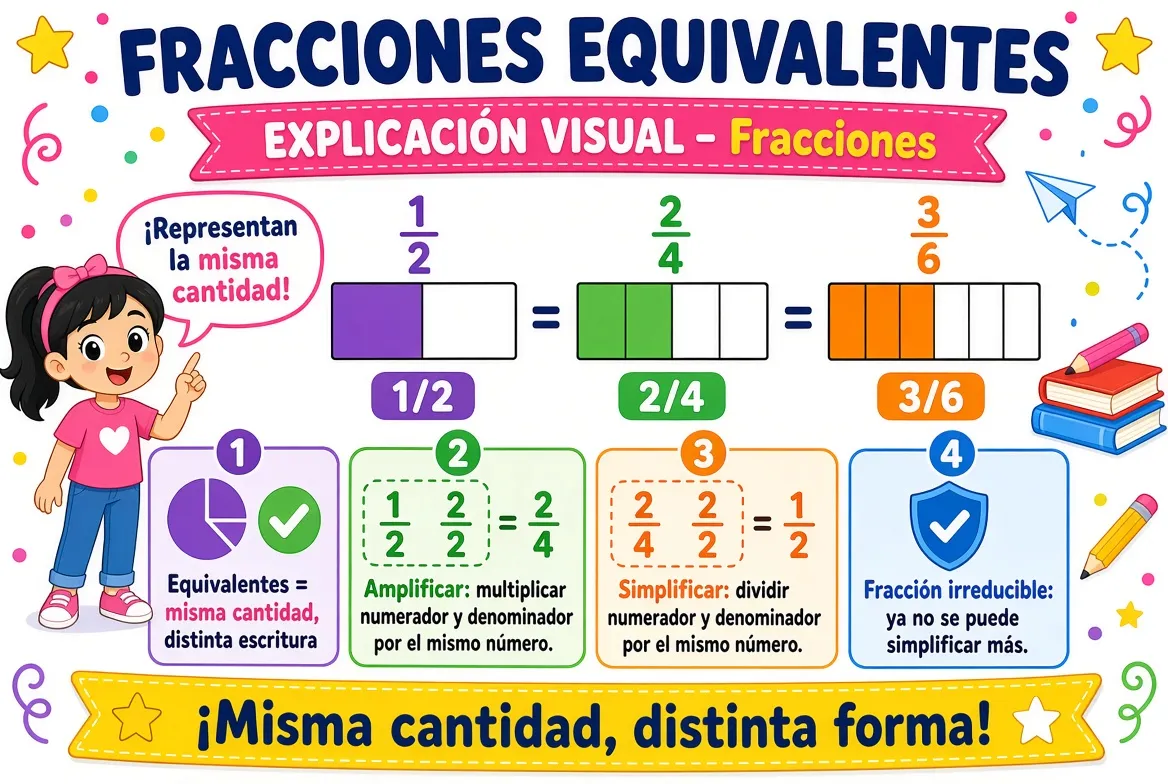 FRACCIONES EQUIVALENTES
EXPLICACIÓN VISUAL – Fracciones
¡Representan
la misma
cantidad!
1/2 2/4 3/6
= =
1/2 2/4 3/6
1
Equivalentes =
misma cantidad,
distinta escritura
2
1/2 2/2 = 2/4
Amplificar: multiplicar
numerador y denominador
por el mismo número.
3
2/4 2/2 = 1/2
Simplificar: dividir
numerador y denominador
por el mismo número.
4
Fracción irreducible:
ya no se puede
simplificar más.
¡Misma cantidad, distinta forma!